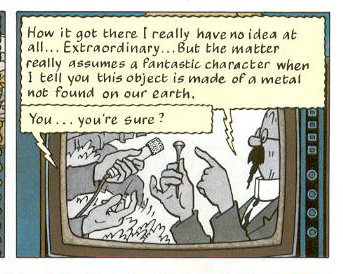 How it got there I really have no idea at
all... Extraordinary...But the matter
really assumes a fantastic character when
I tell you this object is made of a metal
not found on our earth.
You... you're sure?